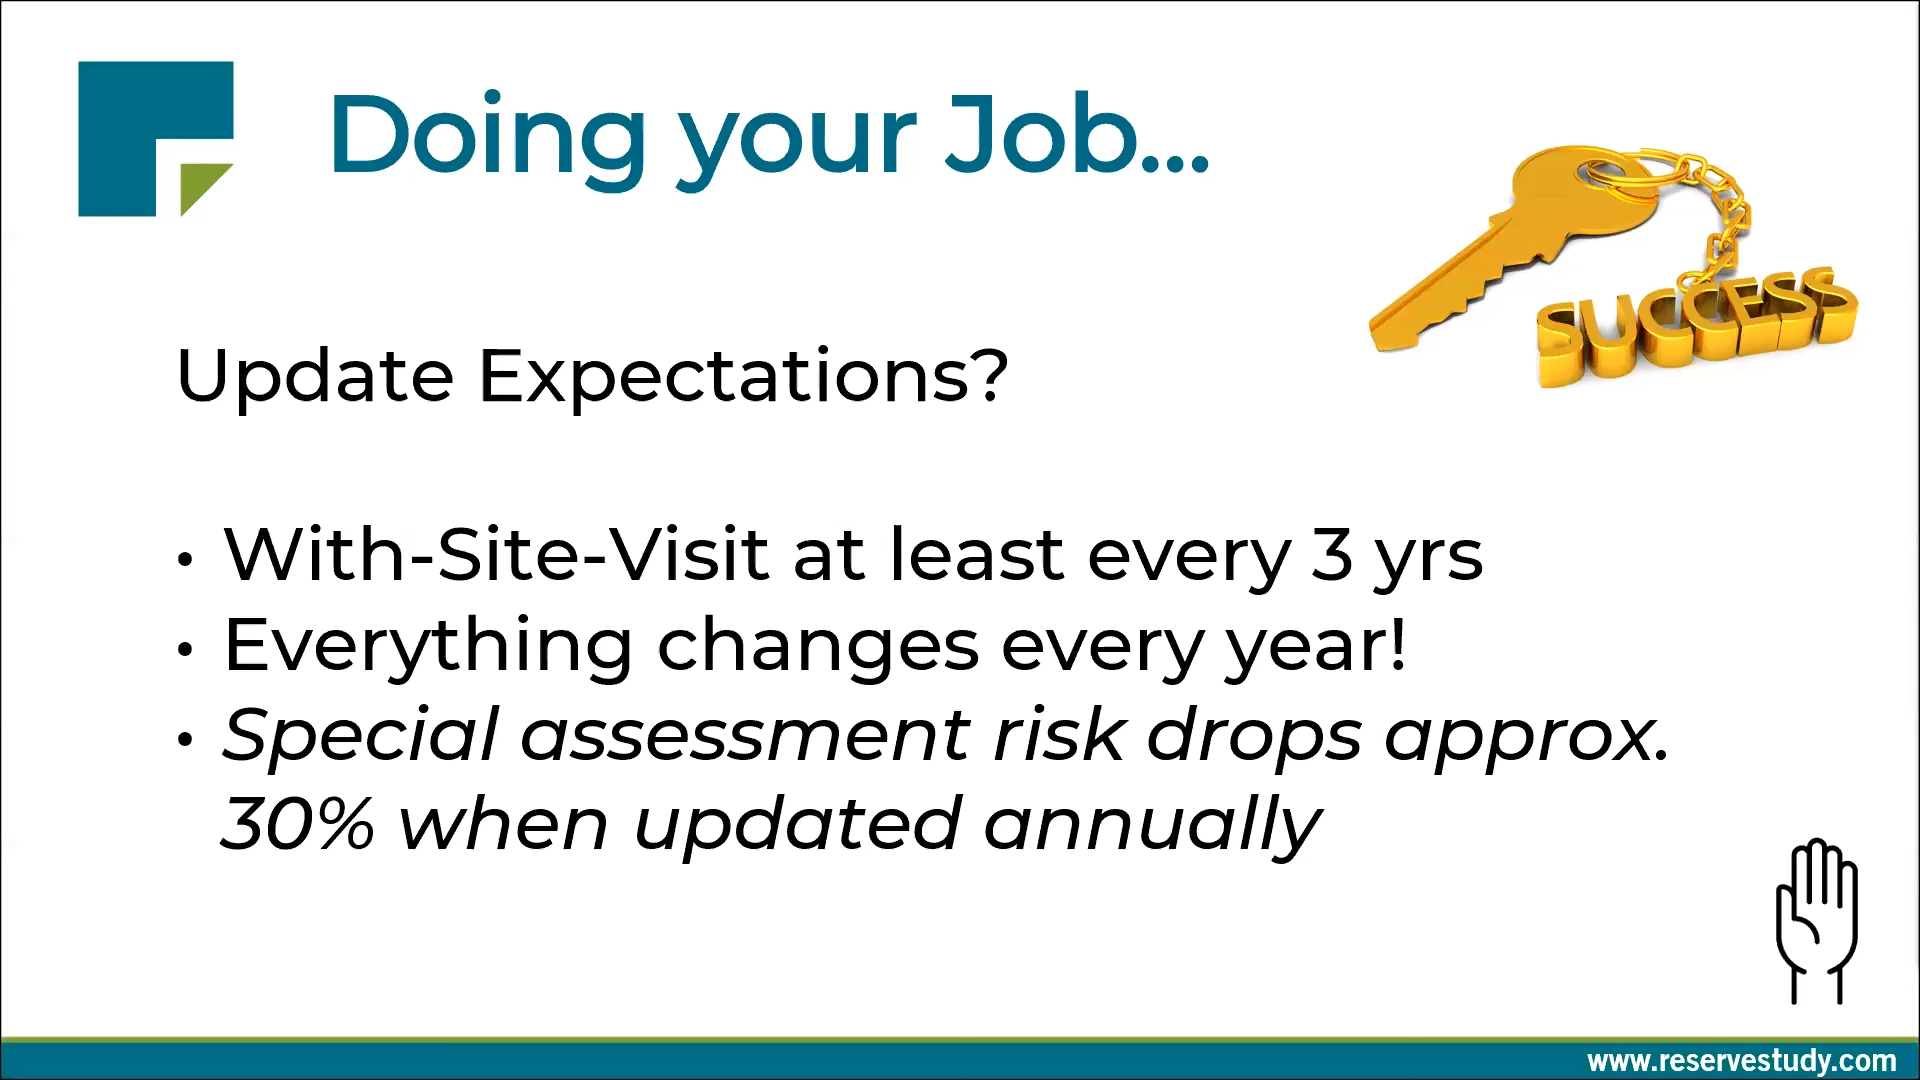 Doing your Job...
SUCCESS
Update Expectations?
• With-Site-Visit at least every 3 yrs
• Everything changes every year!
• Special assessment risk drops approx.
30% when updated annually
www.reservestudy.com